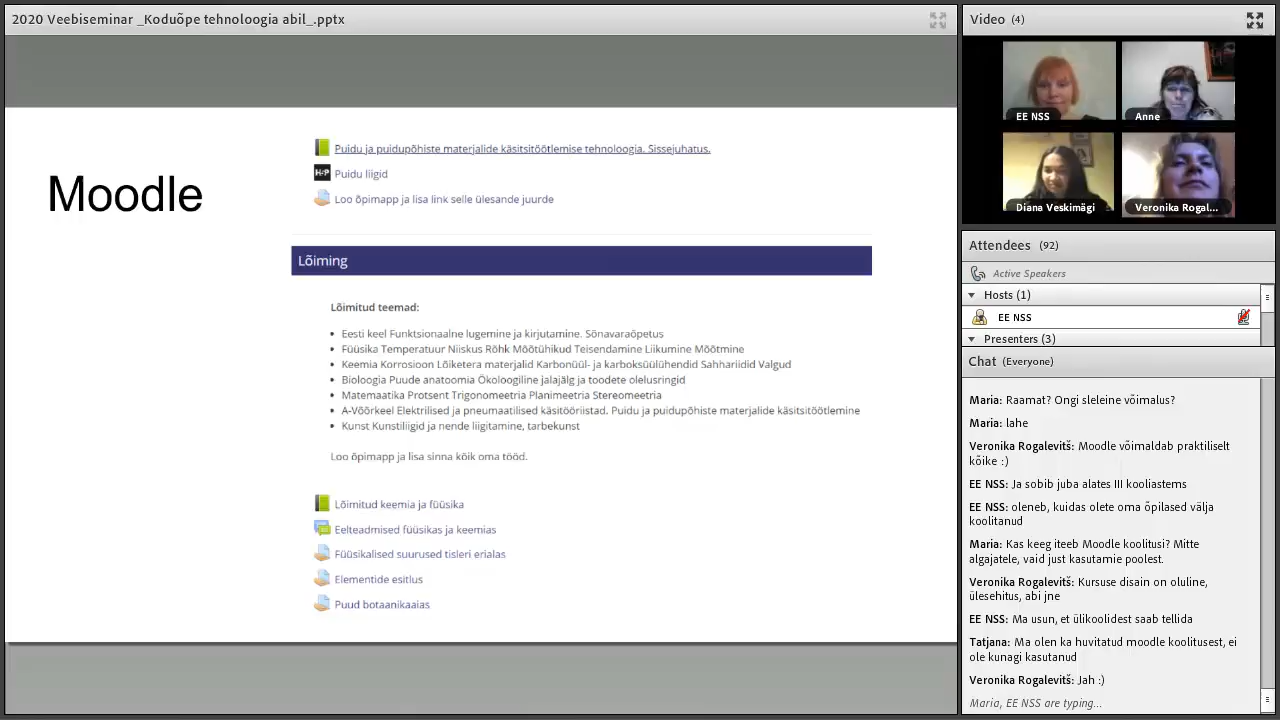 2020 Veebiseminar _Koduõpe tehnoloogia abil_.pptx
Moodle
Puidu ja puidupõhiste materjalide käsitsitöötlemise tehnoloogia. Sissejuhatus.
H-P
Puidu liigid
Loo õpimapp ja lisa link selle ülesande juurde
Lõiming
Lõimitud teemad:
Eesti keel Funktsionaalne lugemine ja kirjutamine. Sõnavaraõpetus
Füüsika Temperatuur Niiskus Rõhk Mõõtühikud Teisendamine Liikumine Mõõtmine
Keemia Korrosioon Lõiketera materjalid Karbonüül- ja karboksüülühendid Sahhariidid Valgud
Bioloogia Puude anatoomia Ökoloogiline jalajälg ja toodete olelusringid
Matemaatika Protsent Trigonomeetria Planimeetria Stereomeetria
A-Võõrkeel Elektrilised ja pneumaatilised käsitööriistad. Puidu ja puidupõhiste materjalide käsitsitöötlemine
Kunst Kunstiliigid ja nende liigitamine, tarbekunst
Loo õpimapp ja lisa sinna kõik oma tööd.
Lõimitud keemia ja füüsika
Eelteadmised füüsikas ja keemias
Füüsikalised suurused tisleri erialas
Elementide esitlus
Puud botaanikaaias
Video (4)
EE NSS
Anne
Diana Veskimägi
Veronika Rogal...
Attendees (92)
Active Speakers
Hosts (1)
EE NSS
Presenters (3)
Chat (Everyone)
Maria: Raamat? Ongi sleleine võimalus?
Maria: lahe
Veronika Rogalevitš: Moodle võimaldab praktiliselt
kõike :)
EE NSS: Ja sobib juba alates III kooliastems
EE NSS: oleneb, kuidas olete oma õpilased välja
koolitanud
Maria: Kas keeg iteeb Moodle koolitusi? Mitte
algajatele, vaid just kasutamie poolest.
Veronika Rogalevitš: Kursuse disain on oluline,
ülesehitus, abi jne
EE NSS: Ma usun, et ülikoolidest saab tellida
Tatjana: Ma olen ka huvitatud moodle koolitusest, ei
ole kunagi kasutanud
Veronika Rogalevitš: Jah :)
Maria, EE NSS are typing...